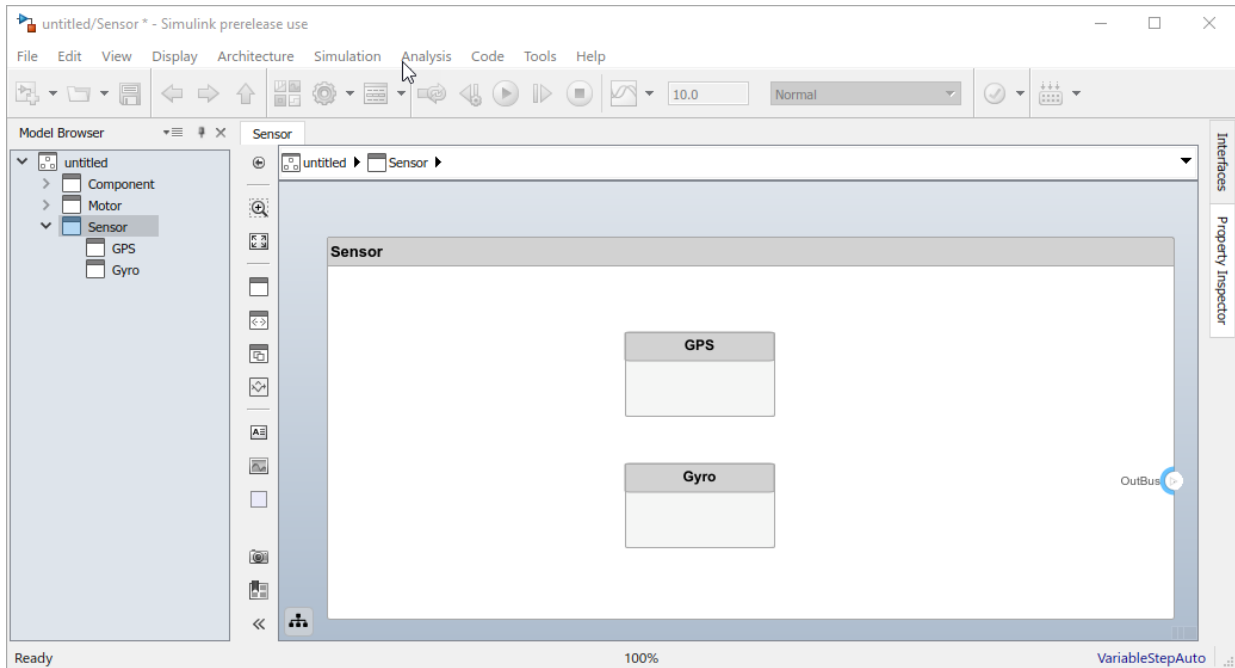 untitled/Sensor * - Simulink prerelease use
File Edit View Display Architecture Simulation Analysis Code Tools Help
10.0 Normal
Model Browser
Sensor
untitled
Component
Motor
Sensor
GPS
Gyro
untitled Sensor
Sensor
GPS
Gyro
OutBus
Interfaces
Property Inspector
Ready 100% VariableStepAuto